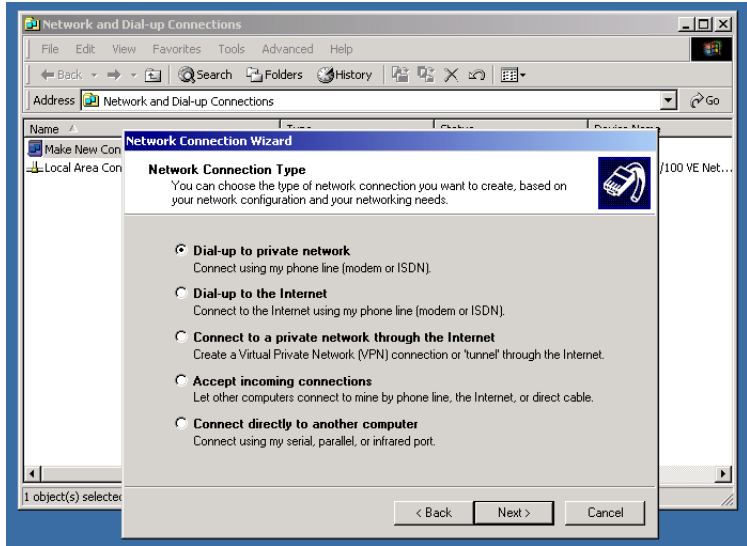 Network and Dial-up Connections
File Edit View Favorites Tools Advanced Help
Back Search Folders History
Address Network and Dial-up Connections Go
Name
Make New Con
Local Area Con /100 VE Net...
Network Connection Wizard
Network Connection Type
You can choose the type of network connection you want to create, based on
your network configuration and your networking needs.
Dial-up to private network
Connect using my phone line (modem or ISDN).
Dial-up to the Internet
Connect to the Internet using my phone line (modem or ISDN).
Connect to a private network through the Internet
Create a Virtual Private Network (VPN) connection or 'tunnel' through the Internet.
Accept incoming connections
Let other computers connect to mine by phone line, the Internet, or direct cable.
Connect directly to another computer
Connect using my serial, parallel, or infrared port.
1 object(s) selected
< Back Next > Cancel